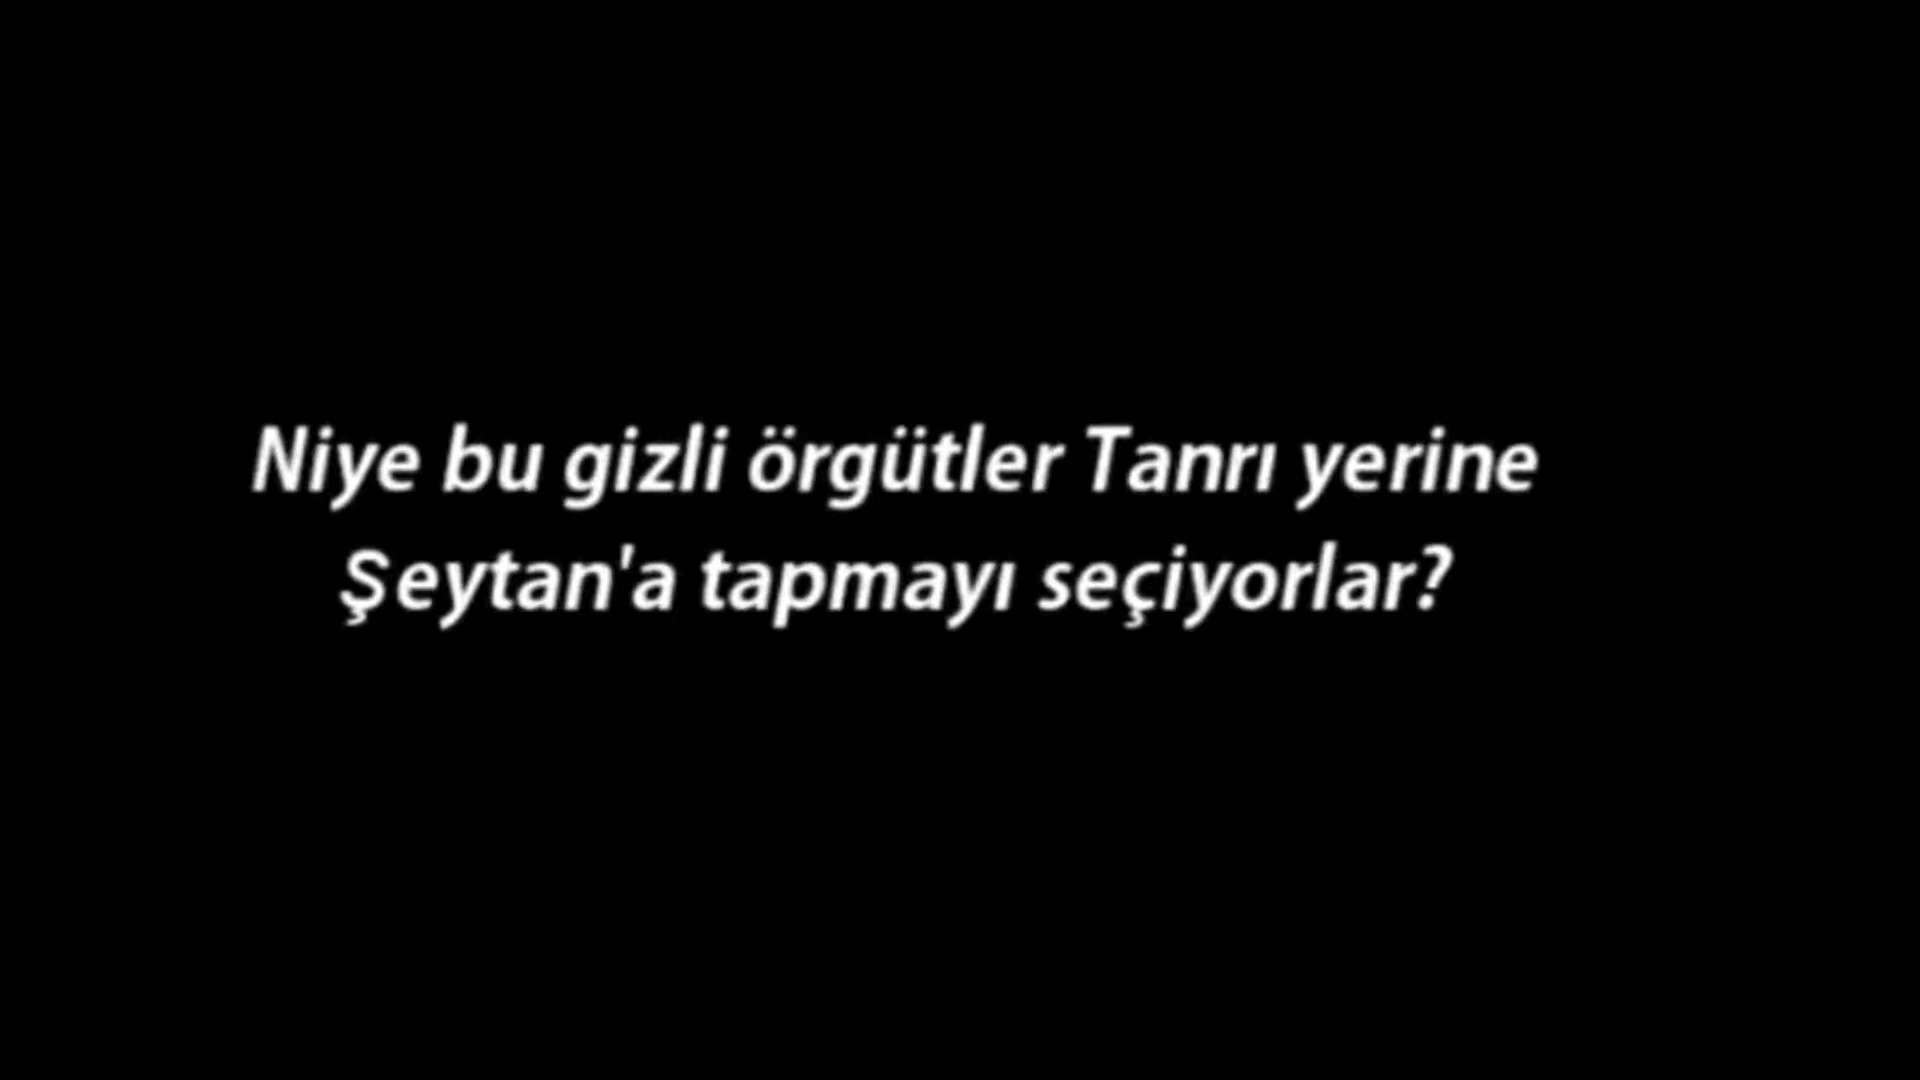 Niye bu gizli örgütler Tanrı yerine
Şeytan'a tapmayı seçiyorlar?